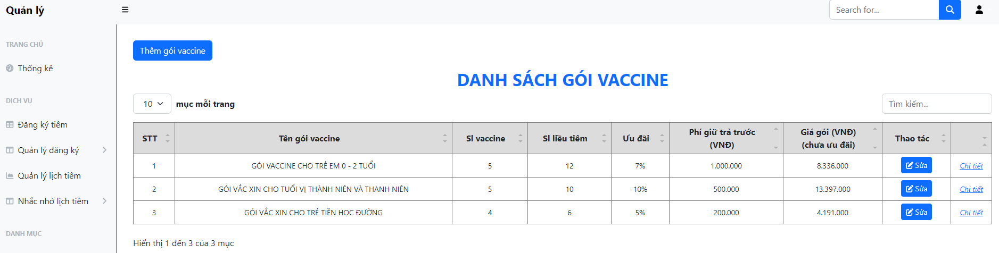 Quản lý
Search for...
TRANG CHỦ
Thống kê
DỊCH VỤ
Đăng ký tiêm
Quản lý đăng ký
Quản lý lịch tiêm
Nhắc nhở lịch tiêm
DANH MỤC
Thêm gói vaccine
DANH SÁCH GÓI VACCINE
10 mục mỗi trang
Tìm kiếm...
STT Tên gói vaccine Sl vaccine Sl liều tiêm Ưu đãi Phí giữ trả trước (VNĐ) Giá gói (VNĐ) (chưa ưu đãi) Thao tác
1 GÓI VACCINE CHO TRẺ EM 0 - 2 TUỔI 5 12 7% 1.000.000 8.336.000 Sửa Chi tiết
2 GÓI VẮC XIN CHO TUỔI VỊ THÀNH NIÊN VÀ THANH NIÊN 5 10 10% 500.000 13.397.000 Sửa Chi tiết
3 GÓI VẮC XIN CHO TRẺ TIỀN HỌC ĐƯỜNG 4 6 5% 200.000 4.191.000 Sửa Chi tiết
Hiển thị 1 đến 3 của 3 mục